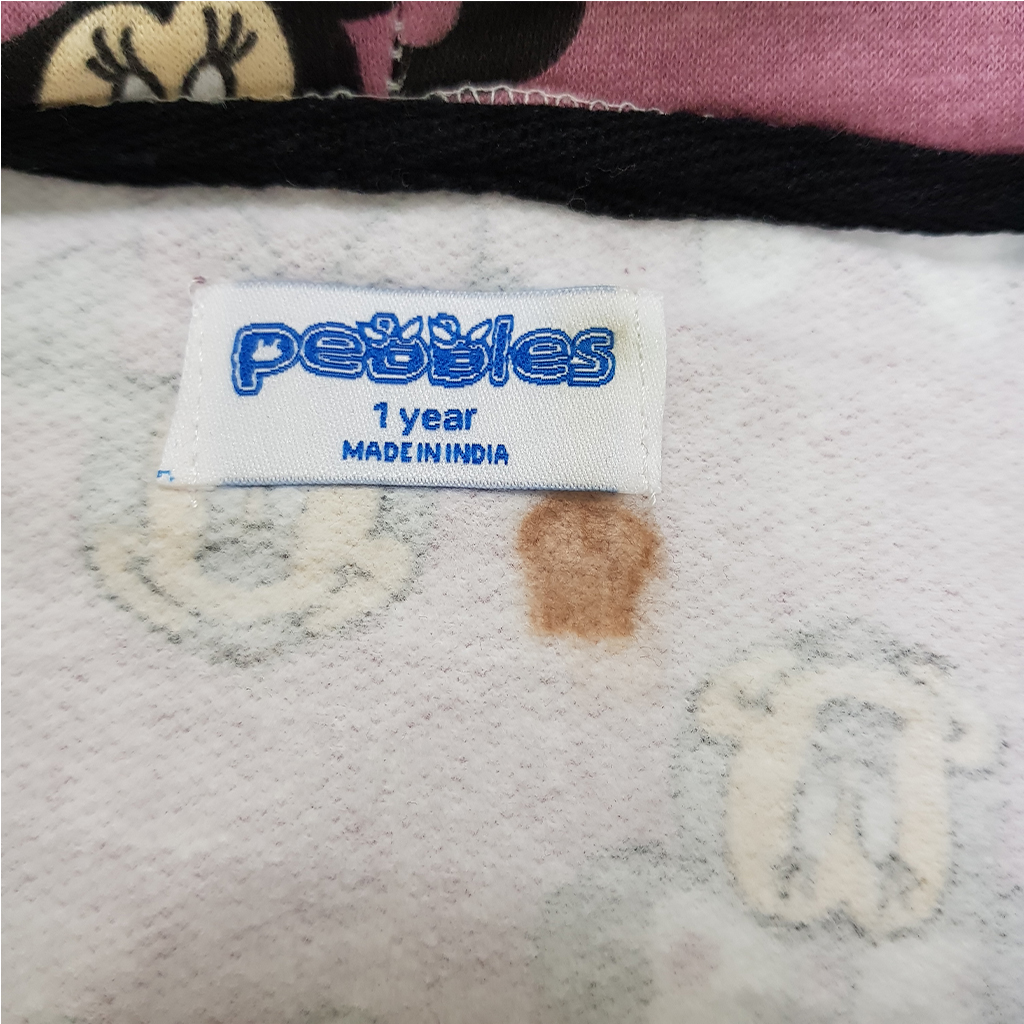 pebbles
1 year
MADE IN INDIA